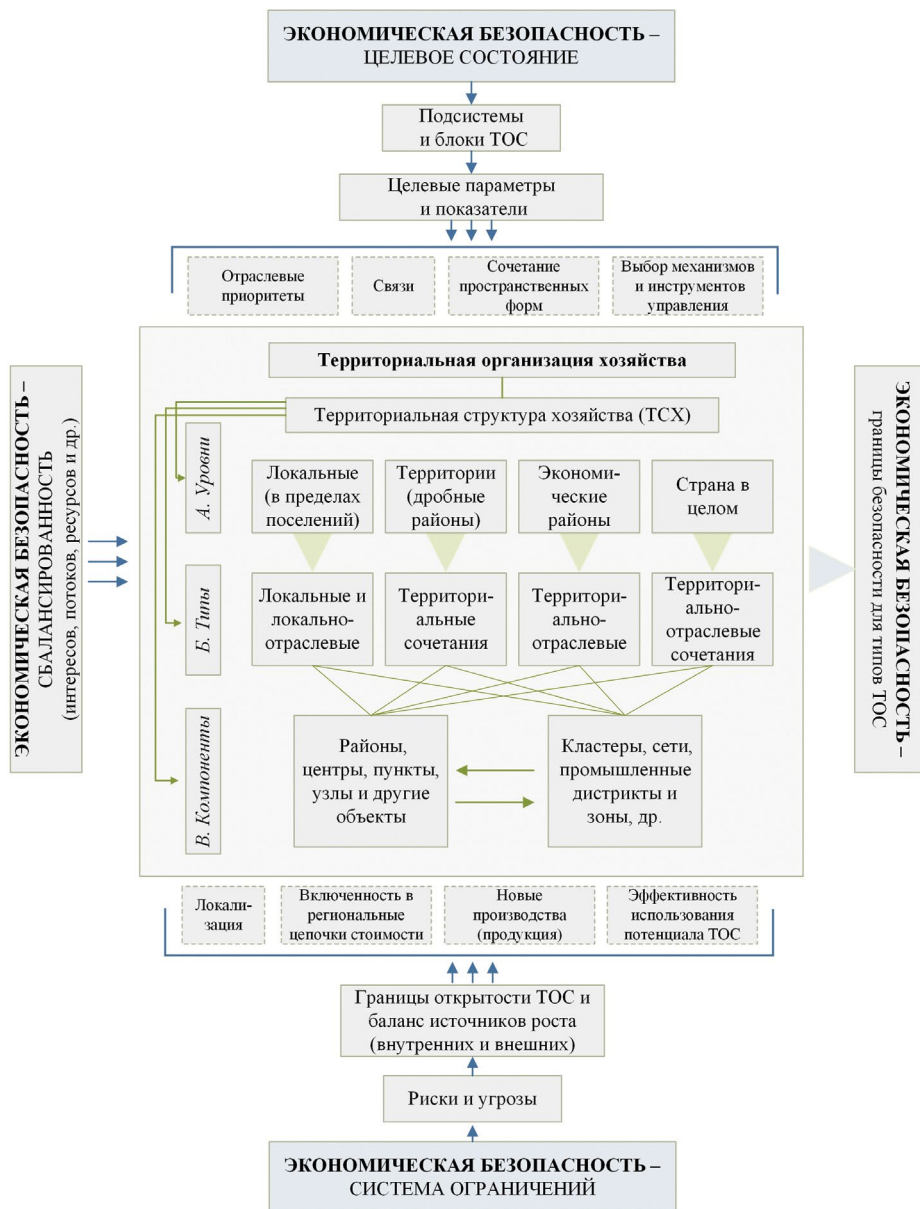 ЭКОНОМИЧЕСКАЯ БЕЗОПАСНОСТЬ –
ЦЕЛЕВОЕ СОСТОЯНИЕ
Подсистемы
и блоки ТОС
Целевые параметры
и показатели
Отраслевые
приоритеты
Связи
Сочетание
пространственных
форм
Выбор механизмов
и инструментов
управления
ЭКОНОМИЧЕСКАЯ БЕЗОПАСНОСТЬ –
СБАЛАНСИРОВАННОСТЬ
(интересов, потоков, ресурсов и др.)
Территориальная организация хозяйства
Территориальная структура хозяйства (ТСХ)
А. Уровни
Локальные
(в пределах
поселений)
Территории
(дробные
районы)
Экономи-
ческие
районы
Страна в
целом
Б. Типы
Локальные и
локально-
отраслевые
Территори-
альные
сочетания
Территори-
ально-
отраслевые
Территори-
ально-
отраслевые
сочетания
В. Компоненты
Районы,
центры, пункты,
узлы и другие
объекты
Кластеры, сети,
промышленные
дистрикты и
зоны, др.
ЭКОНОМИЧЕСКАЯ БЕЗОПАСНОСТЬ –
границы безопасности для типов ТОС
Локали-
зация
Включенность в
региональные
цепочки стоимости
Новые
производства
(продукция)
Эффективность
использования
потенциала ТОС
Границы открытости ТОС и
баланс источников роста
(внутренних и внешних)
Риски и угрозы
ЭКОНОМИЧЕСКАЯ БЕЗОПАСНОСТЬ –
СИСТЕМА ОГРАНИЧЕНИЙ